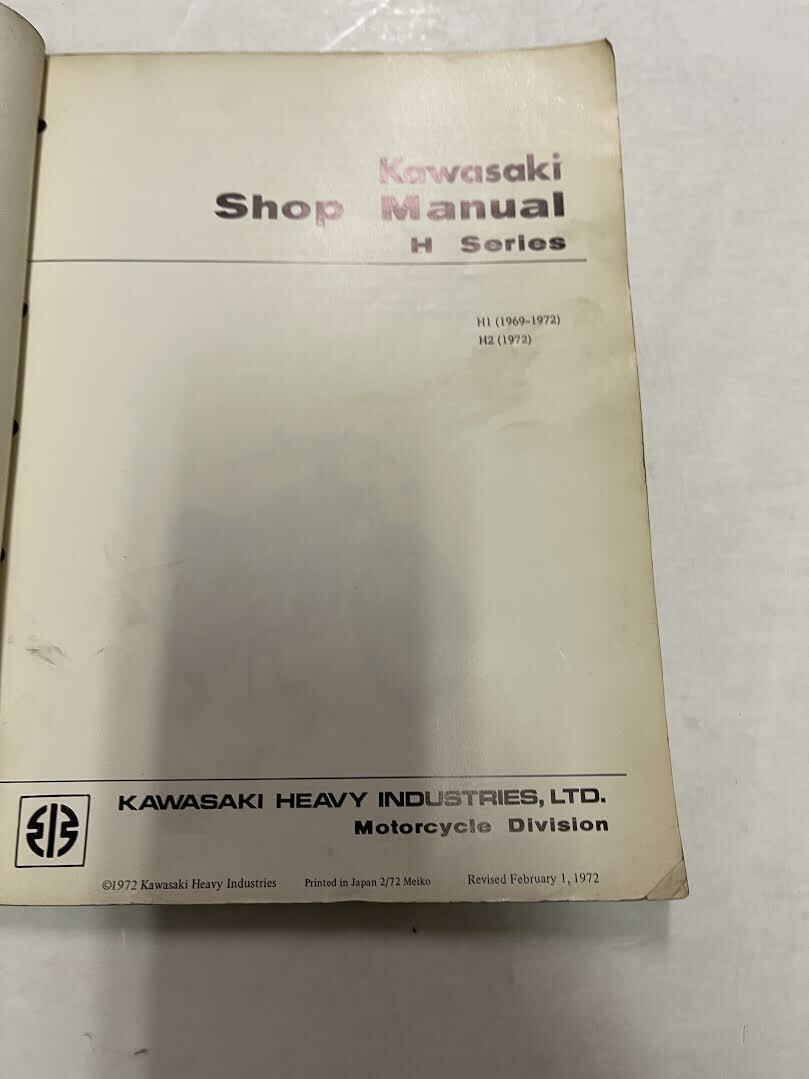 Kawasaki
Shop Manual
H Series
H1 (1969-1972)
H2 (1972)
KAWASAKI HEAVY INDUSTRIES, LTD.
Motorcycle Division
©1972 Kawasaki Heavy Industries Printed in Japan 2/72 Meiko Revised February 1, 1972